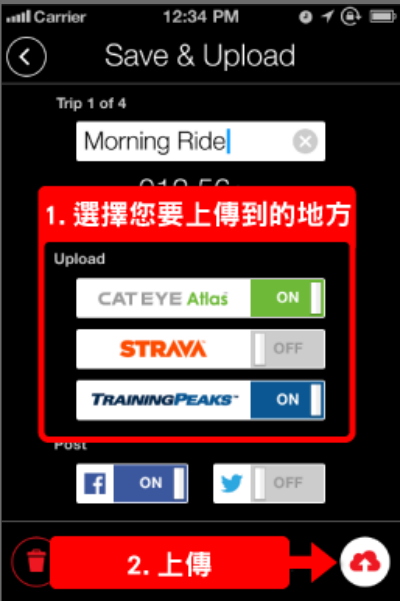 Carrier
12:34 PM
Save & Upload
Trip 1 of 4
Morning Ride
1. 選擇您要上傳到的地方
Upload
CATEYE Atlas ON
STRAVA OFF
TRAININGPEAKS™ ON
Post
f ON OFF
2. 上傳